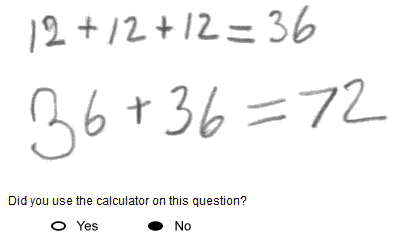 12 + 12 + 12 = 36
36 + 36 = 72
Did you use the calculator on this question?
Yes No